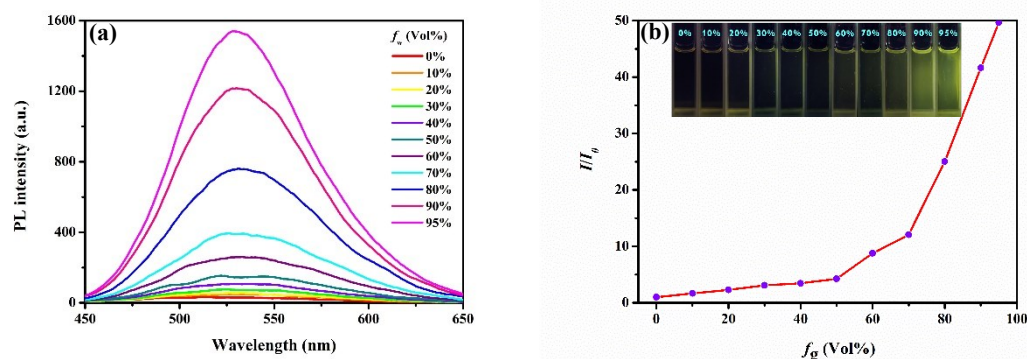 (a)
f_w (Vol%)
0%
10%
20%
30%
40%
50%
60%
70%
80%
90%
95%
1600
1200
800
400
0
PL intensity (a.u.)
450 500 550 600 650
Wavelength (nm)
(b)
0% 10% 20% 30% 40% 50% 60% 70% 80% 90% 95%
50
40
30
20
10
0
I/I₀
0 20 40 60 80 100
fg (Vol%)